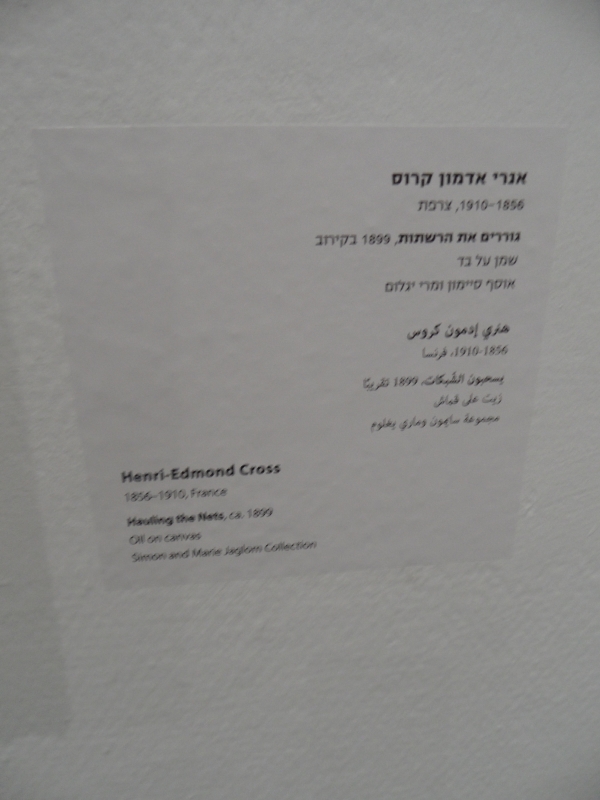 אנרי אדמון קרוס
1910–1856, צרפת
גוררים את הרשתות, 1899 בקירוב
שמן על בד
אוסף סיימון ומרי יגלום
هنري إدمون كروس
1910-1856، فرنسا
يسحبون الشّبكات، 1899 تقريبًا
زيت على قماش
مجموعة سايمون وماري يغلوم
Henri-Edmond Cross
1856–1910, France
Hauling the Nets, ca. 1899
Oil on canvas
Simon and Marie Jaglom Collection